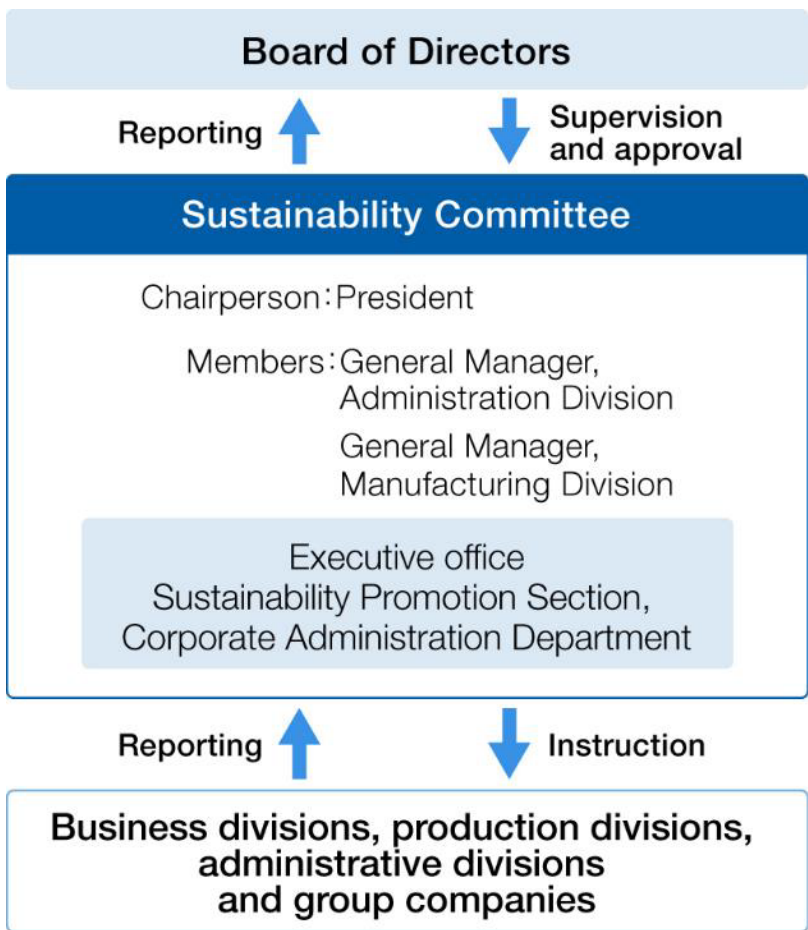 Board of Directors
Reporting
Supervision
and approval
Sustainability Committee
Chairperson:President
Members:General Manager,
Administration Division
General Manager,
Manufacturing Division
Executive office
Sustainability Promotion Section,
Corporate Administration Department
Reporting
Instruction
Business divisions, production divisions,
administrative divisions
and group companies